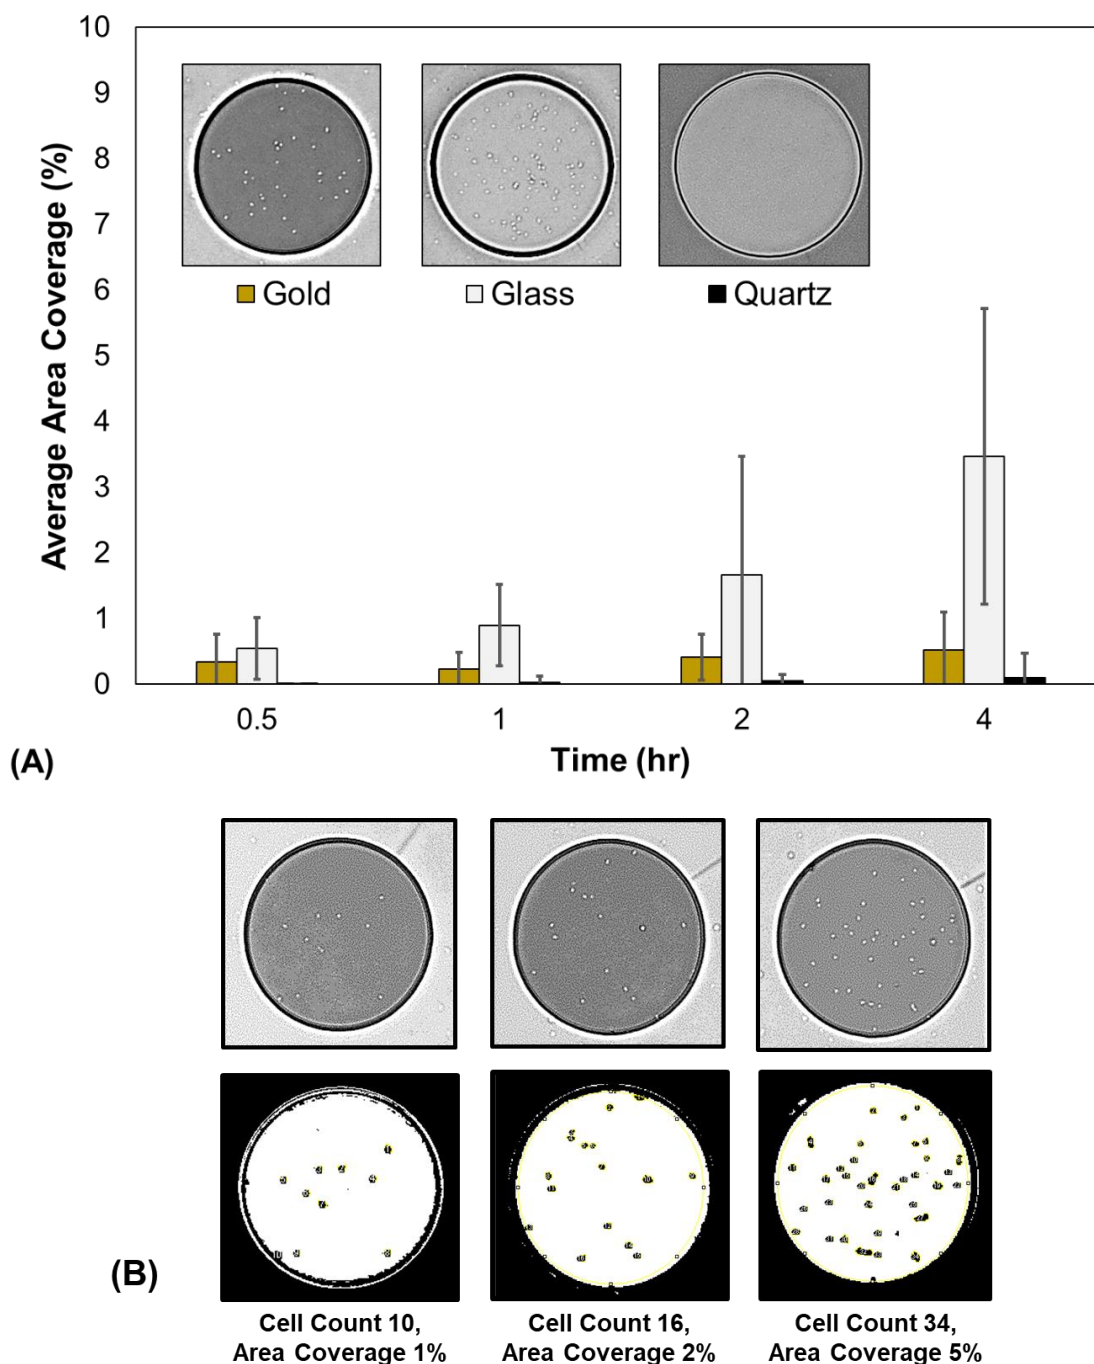 10
9
8
7
6
5
4
3
2
1
0
Average Area Coverage (%)
Gold
Glass
Quartz
0.5
1
2
4
Time (hr)
(A)
(B)
Cell Count 10,
Area Coverage 1%
Cell Count 16,
Area Coverage 2%
Cell Count 34,
Area Coverage 5%